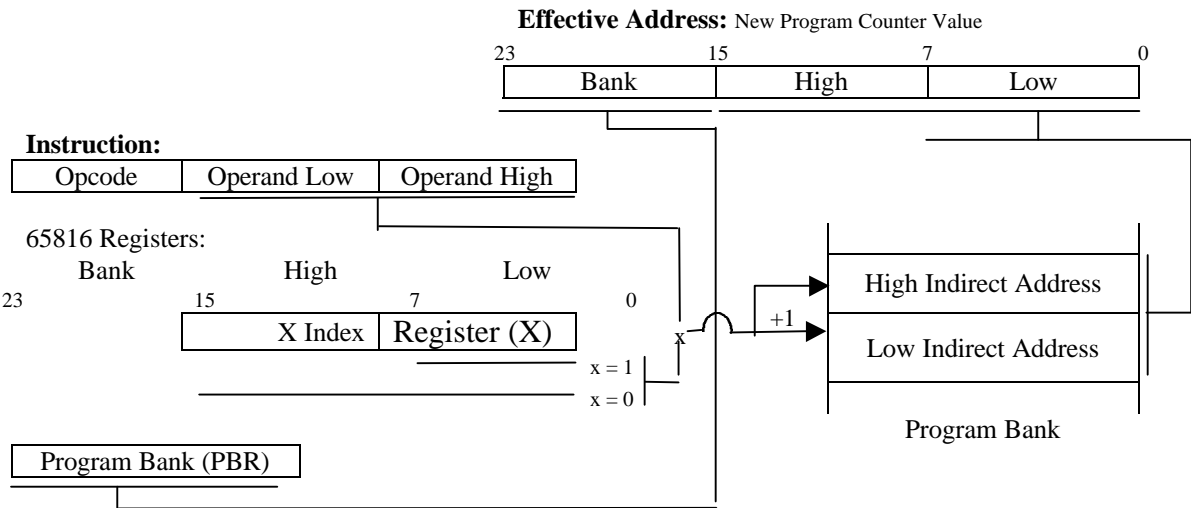 Effective Address: New Program Counter Value
23 15 7 0
Bank High Low
Instruction:
Opcode Operand Low Operand High
65816 Registers:
Bank High Low
23 15 7 0
High Indirect Address
X Index Register (X)
x
+1
Low Indirect Address
x = 1
x = 0
Program Bank
Program Bank (PBR)